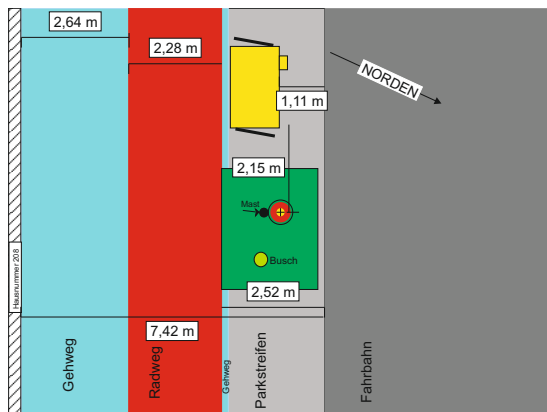 2,64 m
2,28 m
NORDEN
1,11 m
2,15 m
Mast
Busch
Hausnummer 208
2,52 m
7,42 m
Gehweg
Radweg
Gehweg
Parkstreifen
Fahrbahn